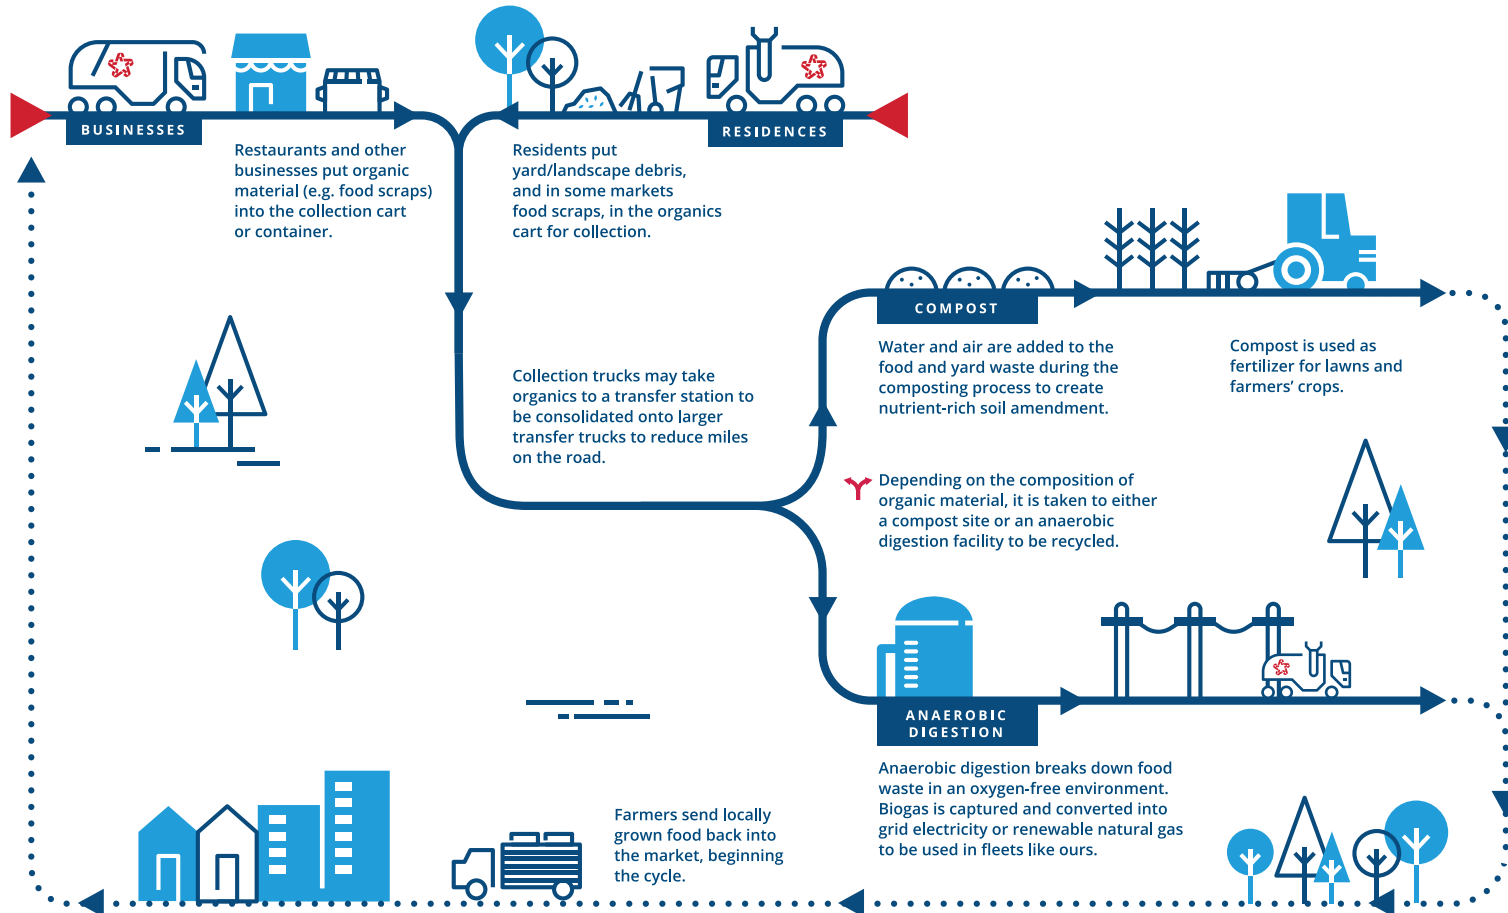 BUSINESSES
Restaurants and other
businesses put organic
material (e.g. food scraps)
into the collection cart
or container.
RESIDENCES
Residents put
yard/landscape debris,
and in some markets
food scraps, in the organics
cart for collection.
Collection trucks may take
organics to a transfer station to
be consolidated onto larger
transfer trucks to reduce miles
on the road.
COMPOST
Water and air are added to the
food and yard waste during the
composting process to create
nutrient-rich soil amendment.
Compost is used as
fertilizer for lawns and
farmers’ crops.
Depending on the composition of
organic material, it is taken to either
a compost site or an anaerobic
digestion facility to be recycled.
ANAEROBIC
DIGESTION
Anaerobic digestion breaks down food
waste in an oxygen-free environment.
Biogas is captured and converted into
grid electricity or renewable natural gas
to be used in fleets like ours.
Farmers send locally
grown food back into
the market, beginning
the cycle.